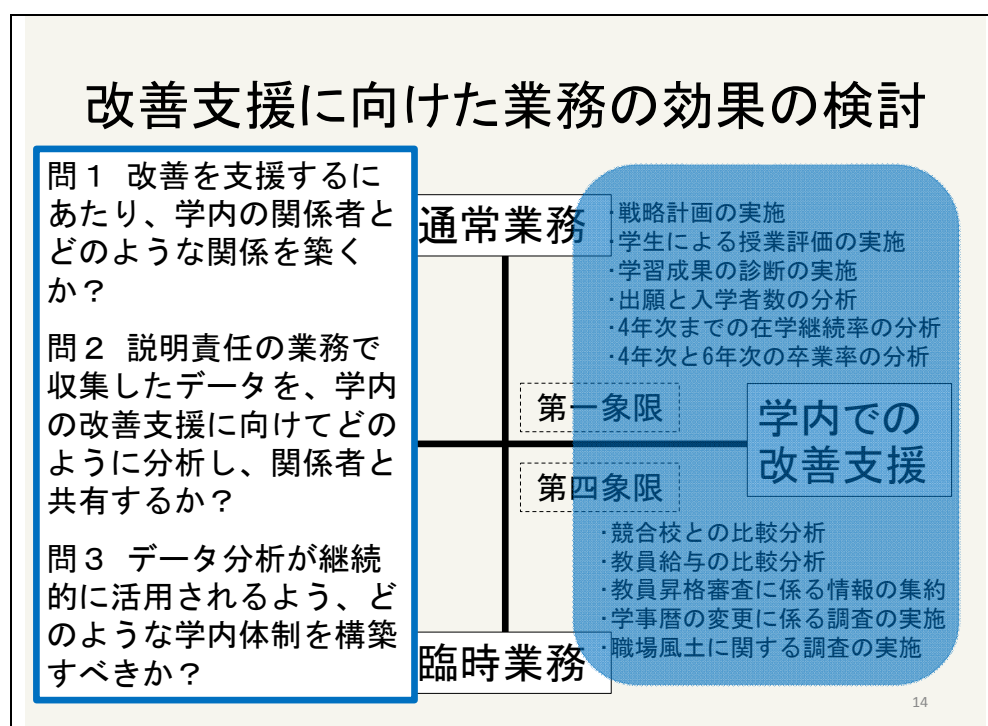 改善支援に向けた業務の効果の検討
問１ 改善を支援するに
あたり、学内の関係者と
どのような関係を築く
か？
問２ 説明責任の業務で
収集したデータを、学内
の改善支援に向けてどの
ように分析し、関係者と
共有するか？
問３ データ分析が継続
的に活用されるよう、ど
のような学内体制を構築
すべきか？
通常業務
・戦略計画の実施
・学生による授業評価の実施
・学習成果の診断の実施
・出願と入学者数の分析
・4年次までの在学継続率の分析
・4年次と6年次の卒業率の分析
第一象限
学内での
改善支援
第四象限
・競合校との比較分析
・教員給与の比較分析
・教員昇格審査に係る情報の集約
・学事暦の変更に係る調査の実施
・職場風土に関する調査の実施
臨時業務
14